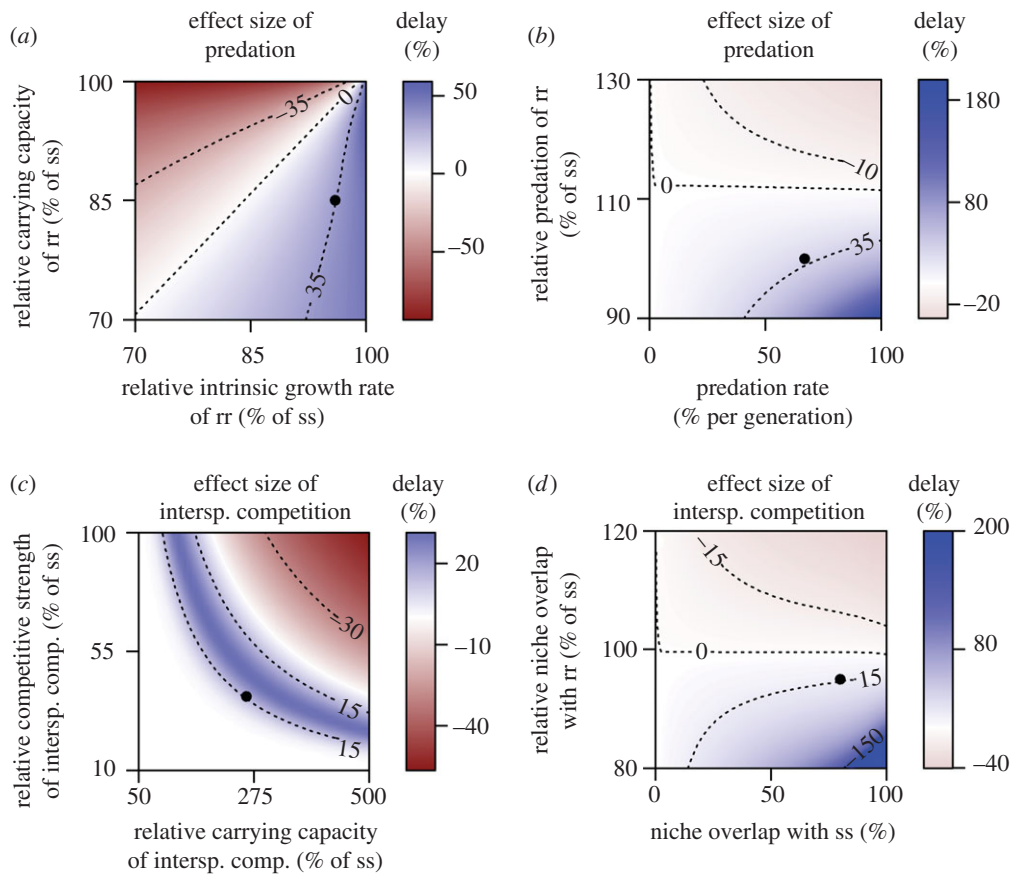 (a)
effect size of
predation
delay
(%)
relative carrying capacity
of rr (% of ss)
100
85
70
−35
0
35
70
85
100
relative intrinsic growth rate
of rr (% of ss)
50
0
−50
(b)
effect size of
predation
delay
(%)
relative predation of rr
(% of ss)
130
110
90
−10
0
35
0
50
100
predation rate
(% per generation)
180
80
−20
(c)
effect size of
intersp. competition
delay
(%)
relative competitive strength
of intersp. comp. (% of ss)
100
55
10
−30
15
15
50
275
500
relative carrying capacity
of intersp. comp. (% of ss)
20
−10
−40
(d)
effect size of
intersp. competition
delay
(%)
relative niche overlap
with rr (% of ss)
120
100
80
−15
0
−15
−150
0
50
100
niche overlap with ss (%)
200
80
−40